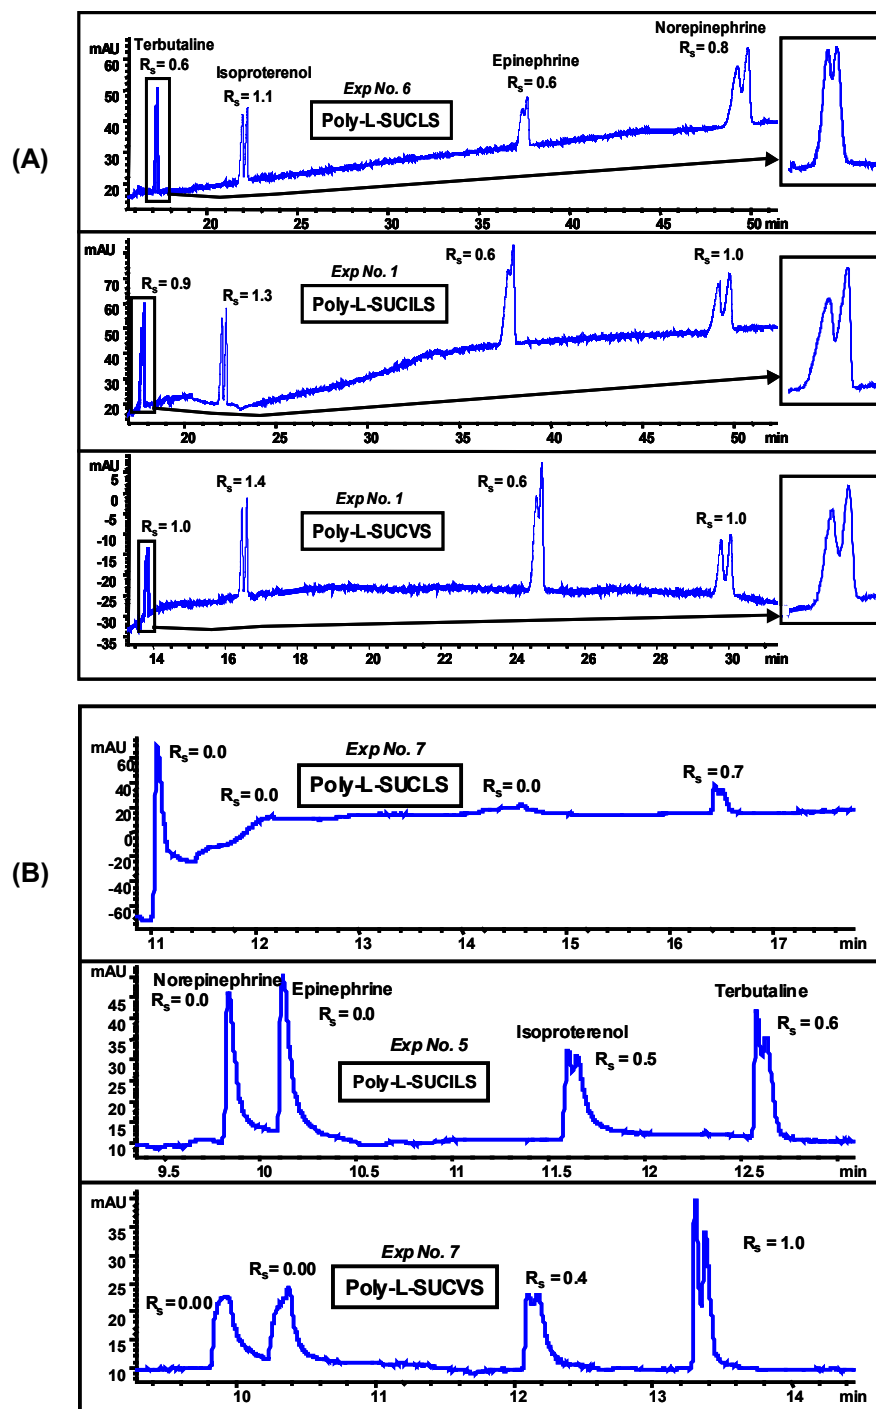 (A)
mAU
Terbutaline
Rs= 0.6
Isoproterenol
Rs= 1.1
Exp No. 6
Poly-L-SUCLS
Epinephrine
Rs= 0.6
Norepinephrine
Rs= 0.8
60
50
40
30
20
20 25 30 35 40 45 50 min
mAU
Rs= 0.9
Rs= 1.3
Exp No. 1
Poly-L-SUCILS
Rs= 0.6
Rs= 1.0
80
70
60
50
40
30
20
20 25 30 35 40 45 50 min
mAU
Rs= 1.0
Rs= 1.4
Exp No. 1
Poly-L-SUCVS
Rs= 0.6
Rs= 1.0
5
0
-5
-10
-15
-20
-25
-30
-35
14 16 18 20 22 24 26 28 30 min
(B)
mAU
Rs= 0.0
Rs= 0.0
Exp No. 7
Poly-L-SUCLS
Rs= 0.0
Rs= 0.7
60
40
20
0
-20
-40
-60
11 12 13 14 15 16 17 min
mAU
Norepinephrine
Rs= 0.0
Epinephrine
Rs= 0.0
Exp No. 5
Poly-L-SUCILS
Isoproterenol
Rs= 0.5
Terbutaline
Rs= 0.6
45
40
35
30
25
20
15
10
9.5 10 10.5 11 11.5 12 12.5 min
mAU
Rs= 0.00
Rs= 0.00
Exp No. 7
Poly-L-SUCVS
Rs= 0.4
Rs = 1.0
35
30
25
20
15
10
10 11 12 13 14 min